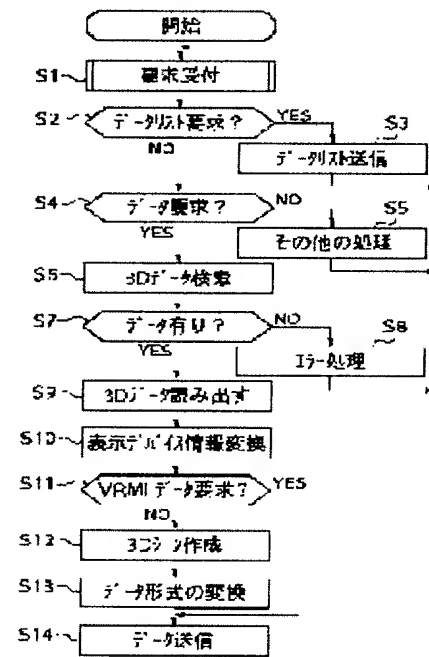 開始
S1 要求受付
S2 データリスト要求? YES
NO
S3
データリスト送信
S4 データ要求? NO
YES
S5
その他の処理
3Dデータ検索
S7 データ有り? NO
YES
S8
エラー処理
S9 3Dデータ読み出す
S10 表示デバイス情報変換
S11 VRMLデータ要求? YES
NO
S12 3Dシーン作成
S13 データ形式の変換
S14 データ送信